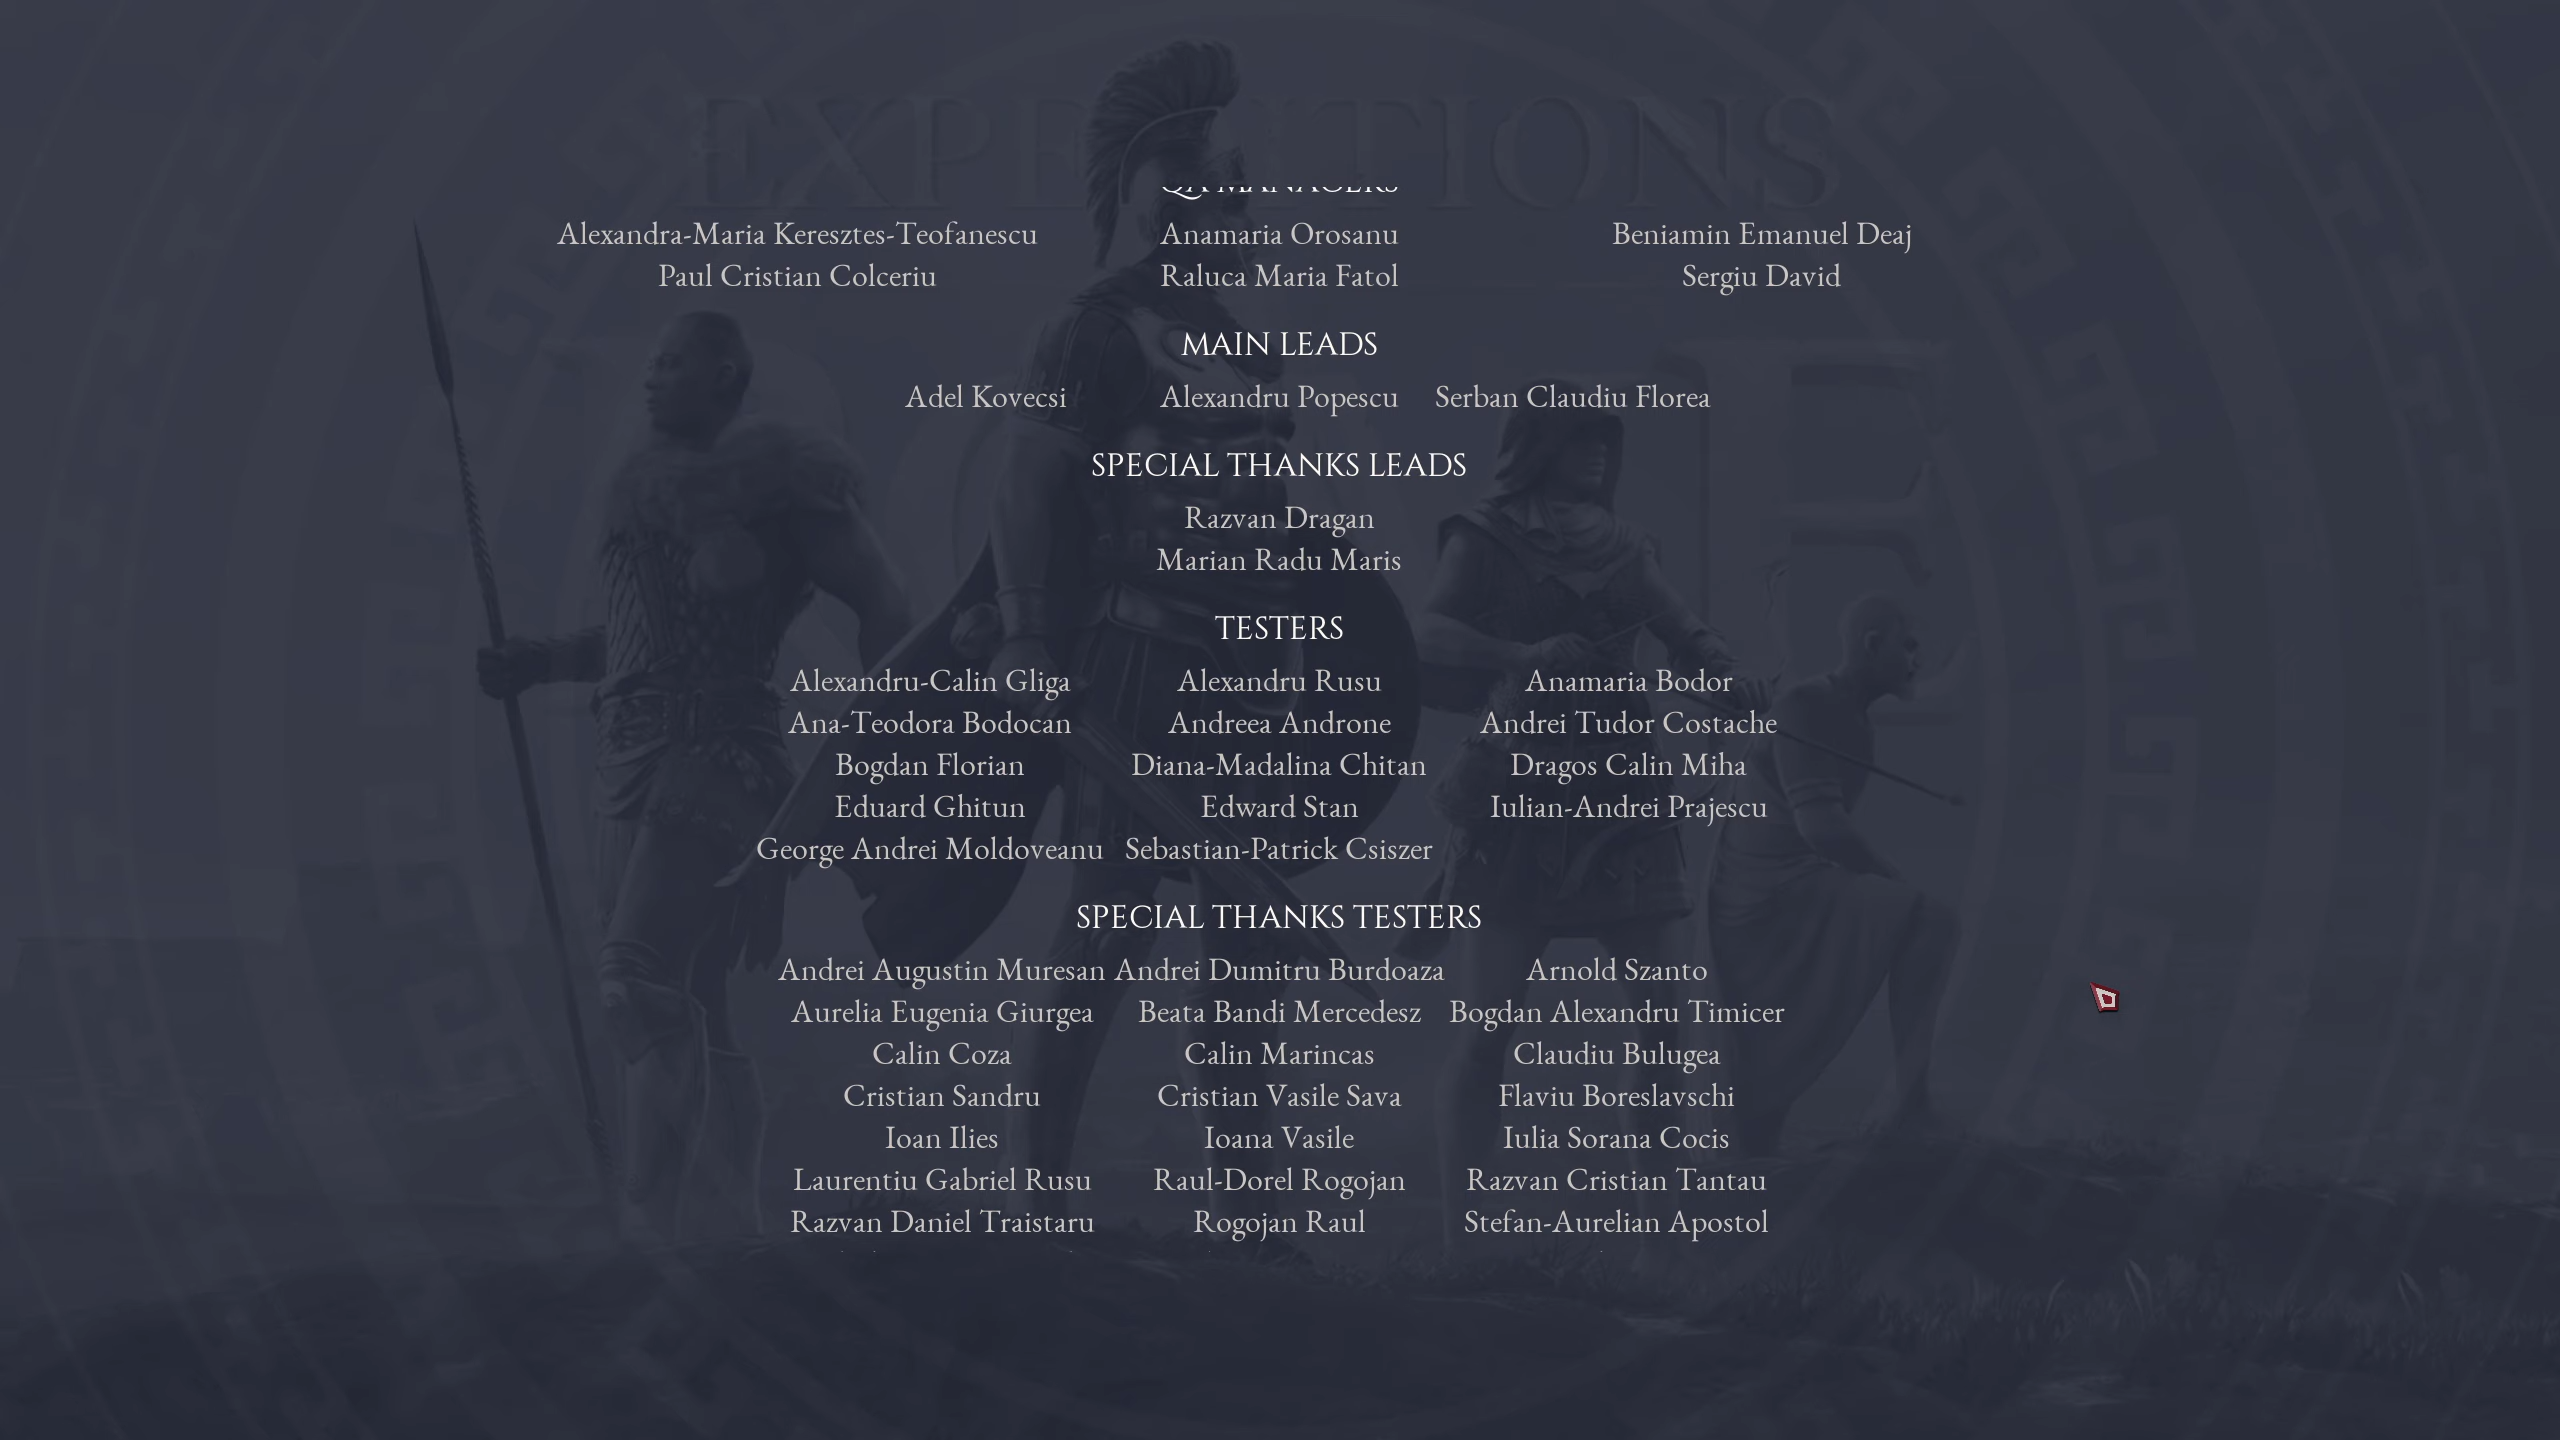 EXPEDITIONS
QA MANAGERS
Alexandra-Maria Keresztes-Teofanescu Anamaria Orosanu Beniamin Emanuel Deaj
Paul Cristian Colceriu Raluca Maria Fatol Sergiu David
MAIN LEADS
Adel Kovecsi Alexandru Popescu Serban Claudiu Florea
SPECIAL THANKS LEADS
Razvan Dragan
Marian Radu Maris
TESTERS
Alexandru-Calin Gliga Alexandru Rusu Anamaria Bodor
Ana-Teodora Bodocan Andreea Androne Andrei Tudor Costache
Bogdan Florian Diana-Madalina Chitan Dragos Calin Miha
Eduard Ghitun Edward Stan Iulian-Andrei Prajescu
George Andrei Moldoveanu Sebastian-Patrick Csiszer
SPECIAL THANKS TESTERS
Andrei Augustin Muresan Andrei Dumitru Burdoaza Arnold Szanto
Aurelia Eugenia Giurgea Beata Bandi Mercedesz Bogdan Alexandru Timicer
Calin Coza Calin Marincas Claudiu Bulugea
Cristian Sandru Cristian Vasile Sava Flaviu Boreslavschi
Ioan Ilies Ioana Vasile Iulia Sorana Cocis
Laurentiu Gabriel Rusu Raul-Dorel Rogojan Razvan Cristian Tantau
Razvan Daniel Traistaru Rogojan Raul Stefan-Aurelian Apostol